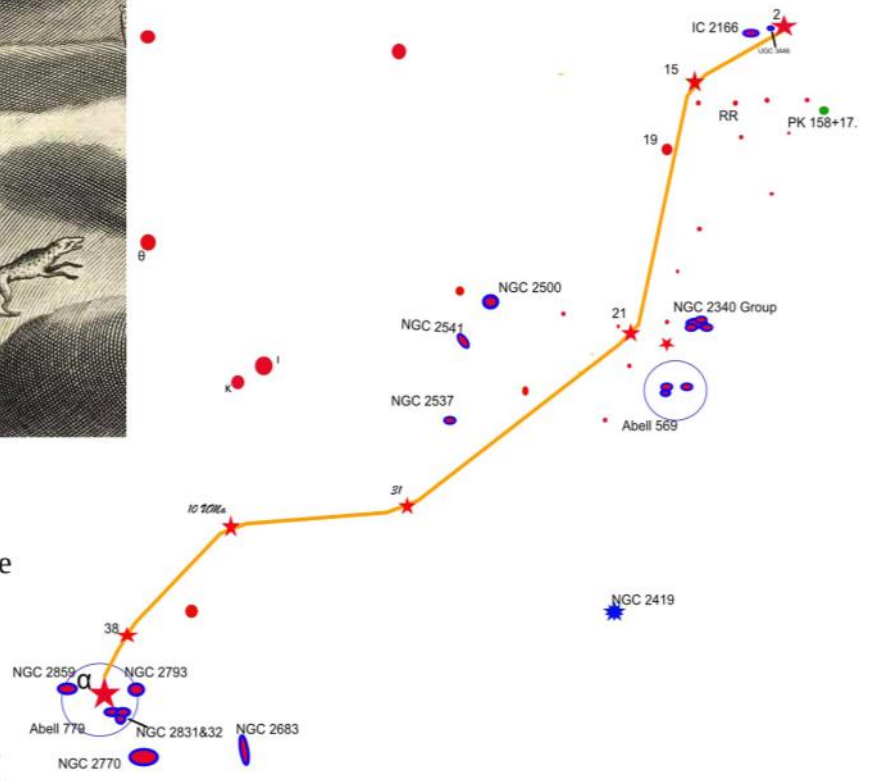 2
IC 2166
UGC 3446
15
RR
PK 158+17.
19
θ
NGC 2500
NGC 2340 Group
21
NGC 2541
I
κ
NGC 2537
Abell 569
31
10 UMa
e
NGC 2419
38
NGC 2859
α
NGC 2793
Abell 779
NGC 2831&32
NGC 2683
NGC 2770